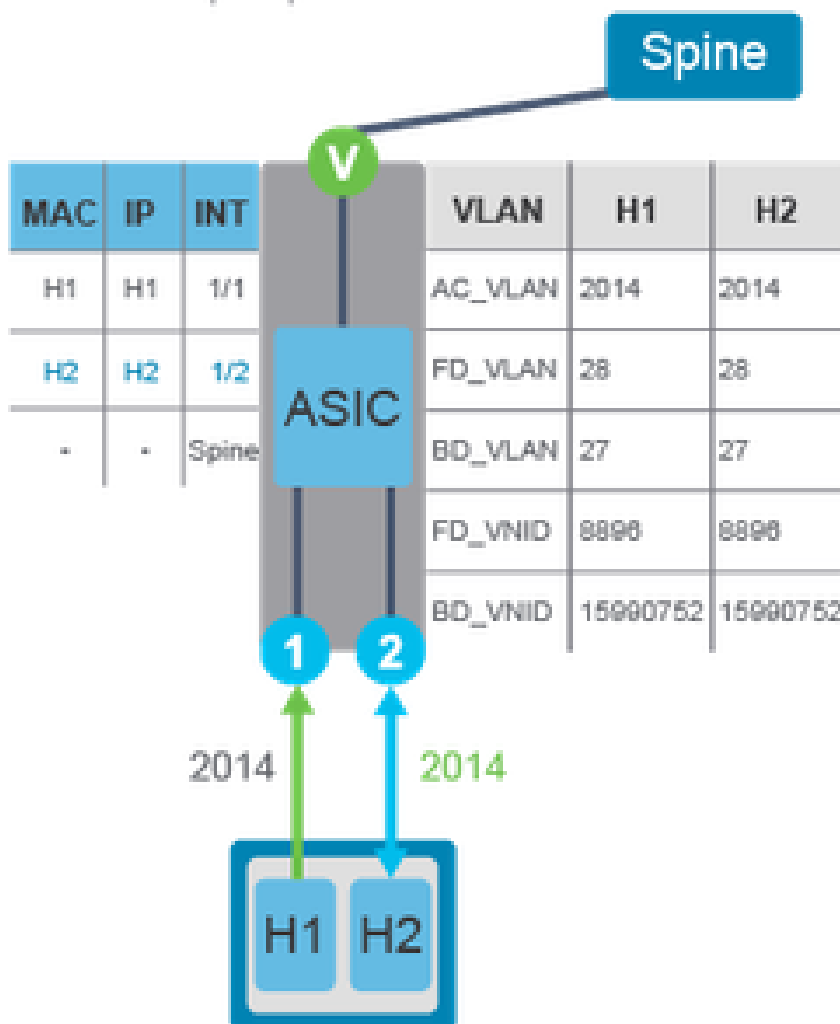 Spine
V
MAC IP INT
H1 H1 1/1
H2 H2 1/2
- - Spine
ASIC
VLAN H1 H2
AC_VLAN 2014 2014
FD_VLAN 28 28
BD_VLAN 27 27
FD_VNID 8896 8896
BD_VNID 15990752 15990752
1 2
2014 2014
H1 H2